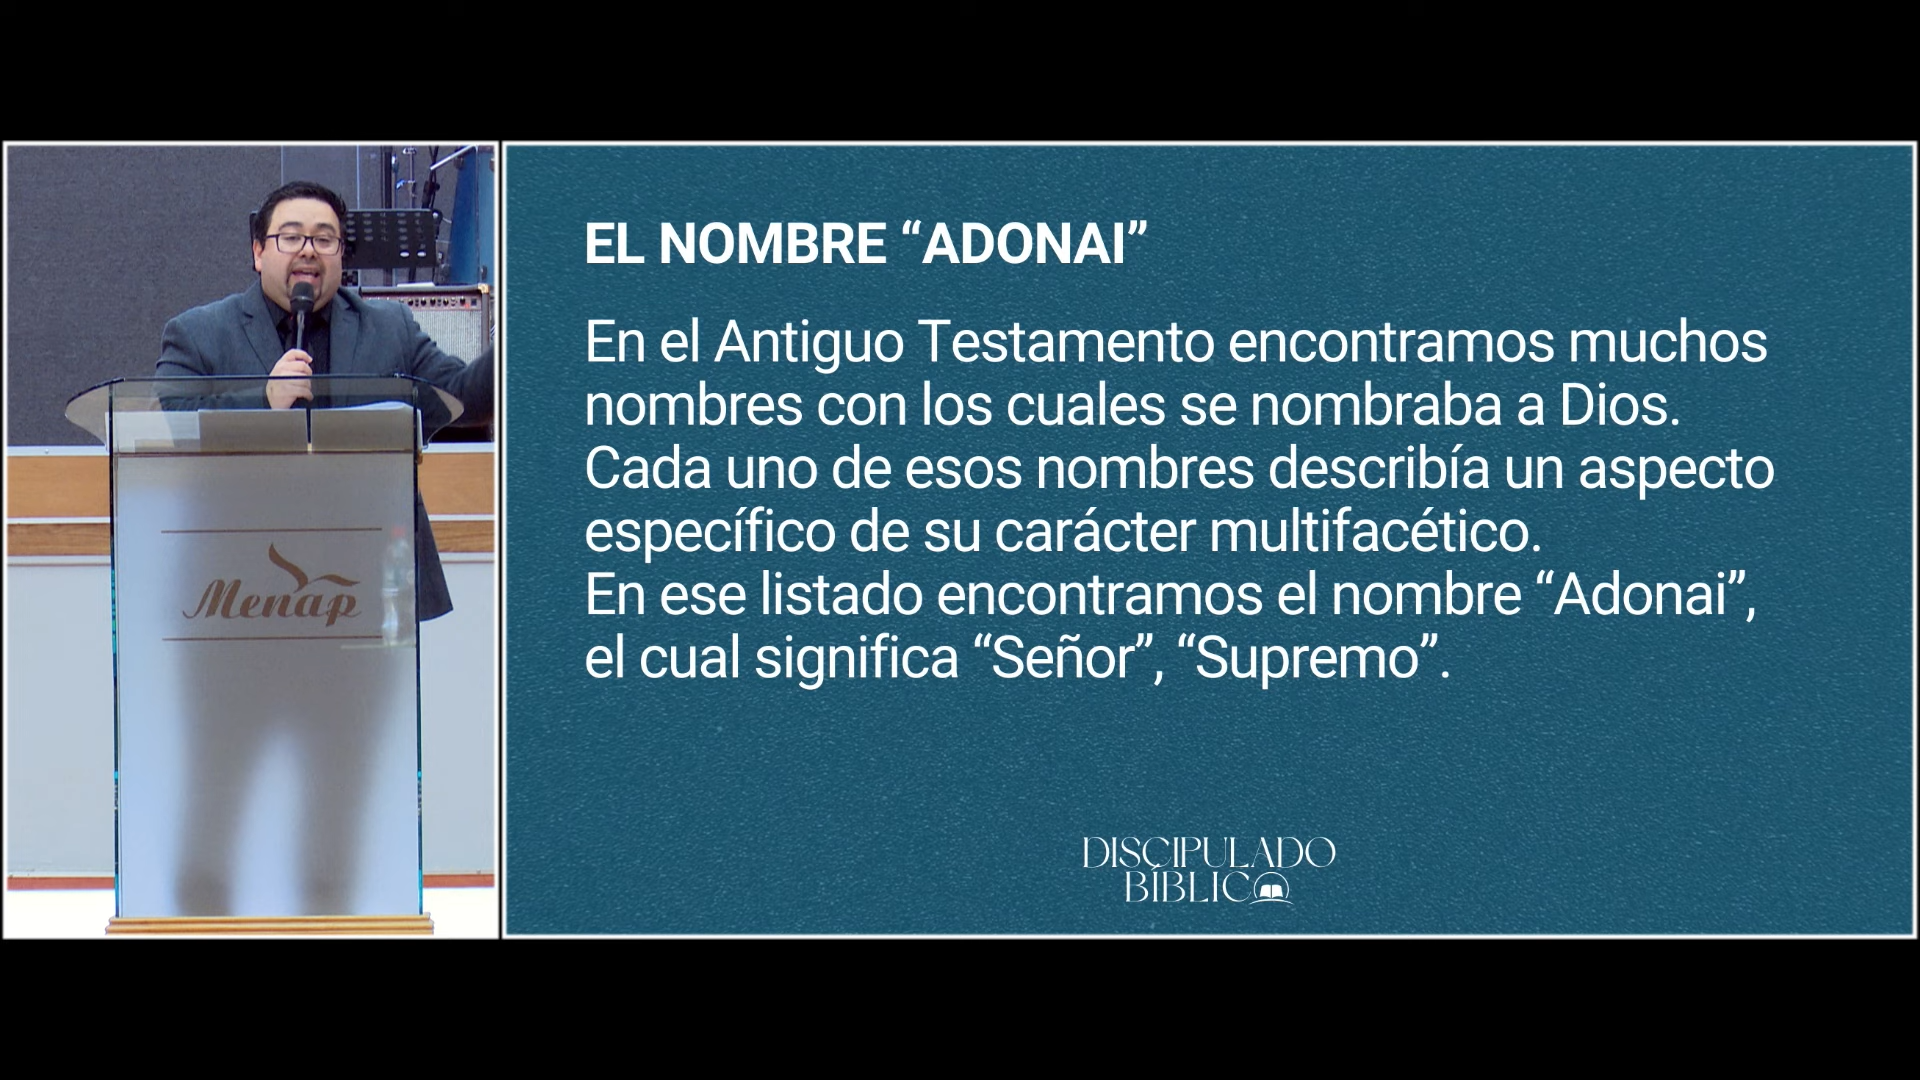 EL NOMBRE “ADONAI”
En el Antiguo Testamento encontramos muchos
nombres con los cuales se nombraba a Dios.
Cada uno de esos nombres describía un aspecto
específico de su carácter multifacético.
En ese listado encontramos el nombre “Adonai”,
el cual significa “Señor”, “Supremo”.
Menap
DISCIPULADO
BÍBLICO